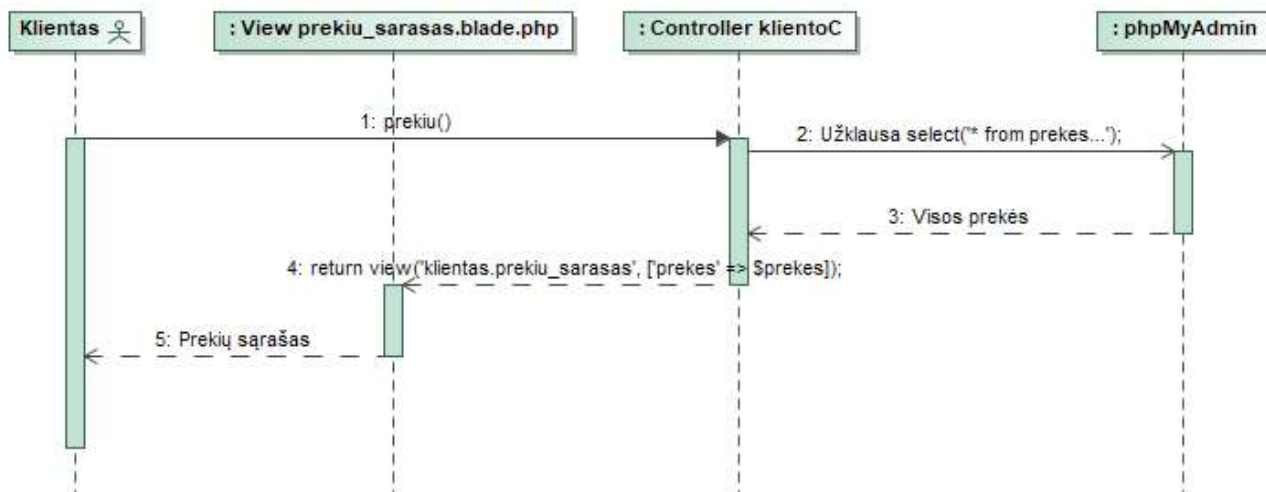 Klientas
: View prekiu_sarasas.blade.php
: Controller klientoC
: phpMyAdmin
1: prekiu()
2: Užklausa select('* from prekes...');
3: Visos prekės
4: return view('klientas.prekiu_sarasas', ['prekes' => $prekes]);
5: Prekių sąrašas